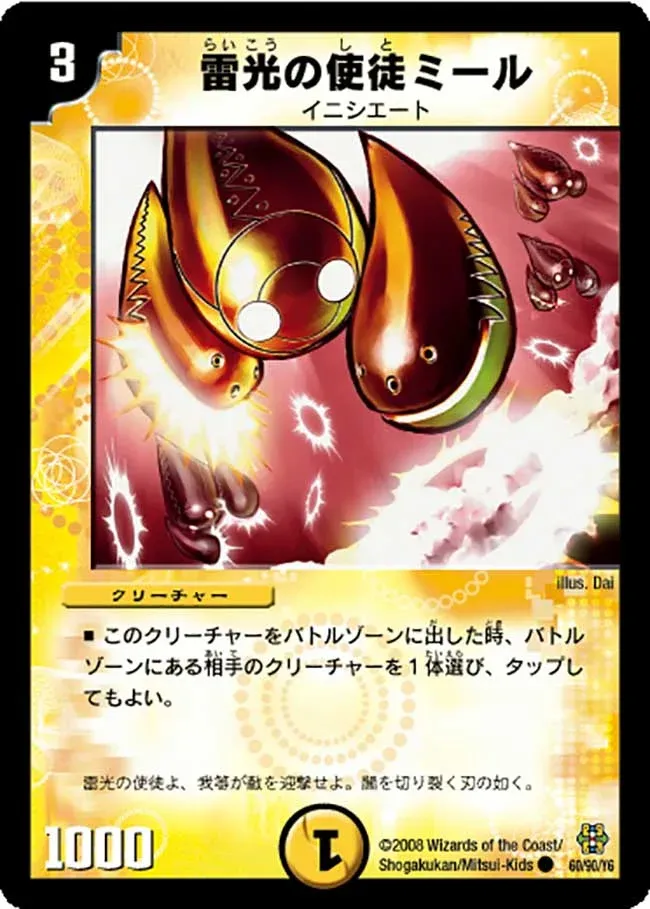 3
らいこう しと
雷光の使徒ミール
イニシエート
illus. Dai
クリーチャー
■ このクリーチャーをバトルゾーンに出した時、バトル
ゾーンにある相手のクリーチャーを1体選び、タップし
てもよい。
雷光の使徒よ、我等が敵を迎撃せよ。闇を切り裂く刃の如く。
1000
1
©2008 Wizards of the Coast/
Shogakukan/Mitsui-Kids ● 60/90/Y6